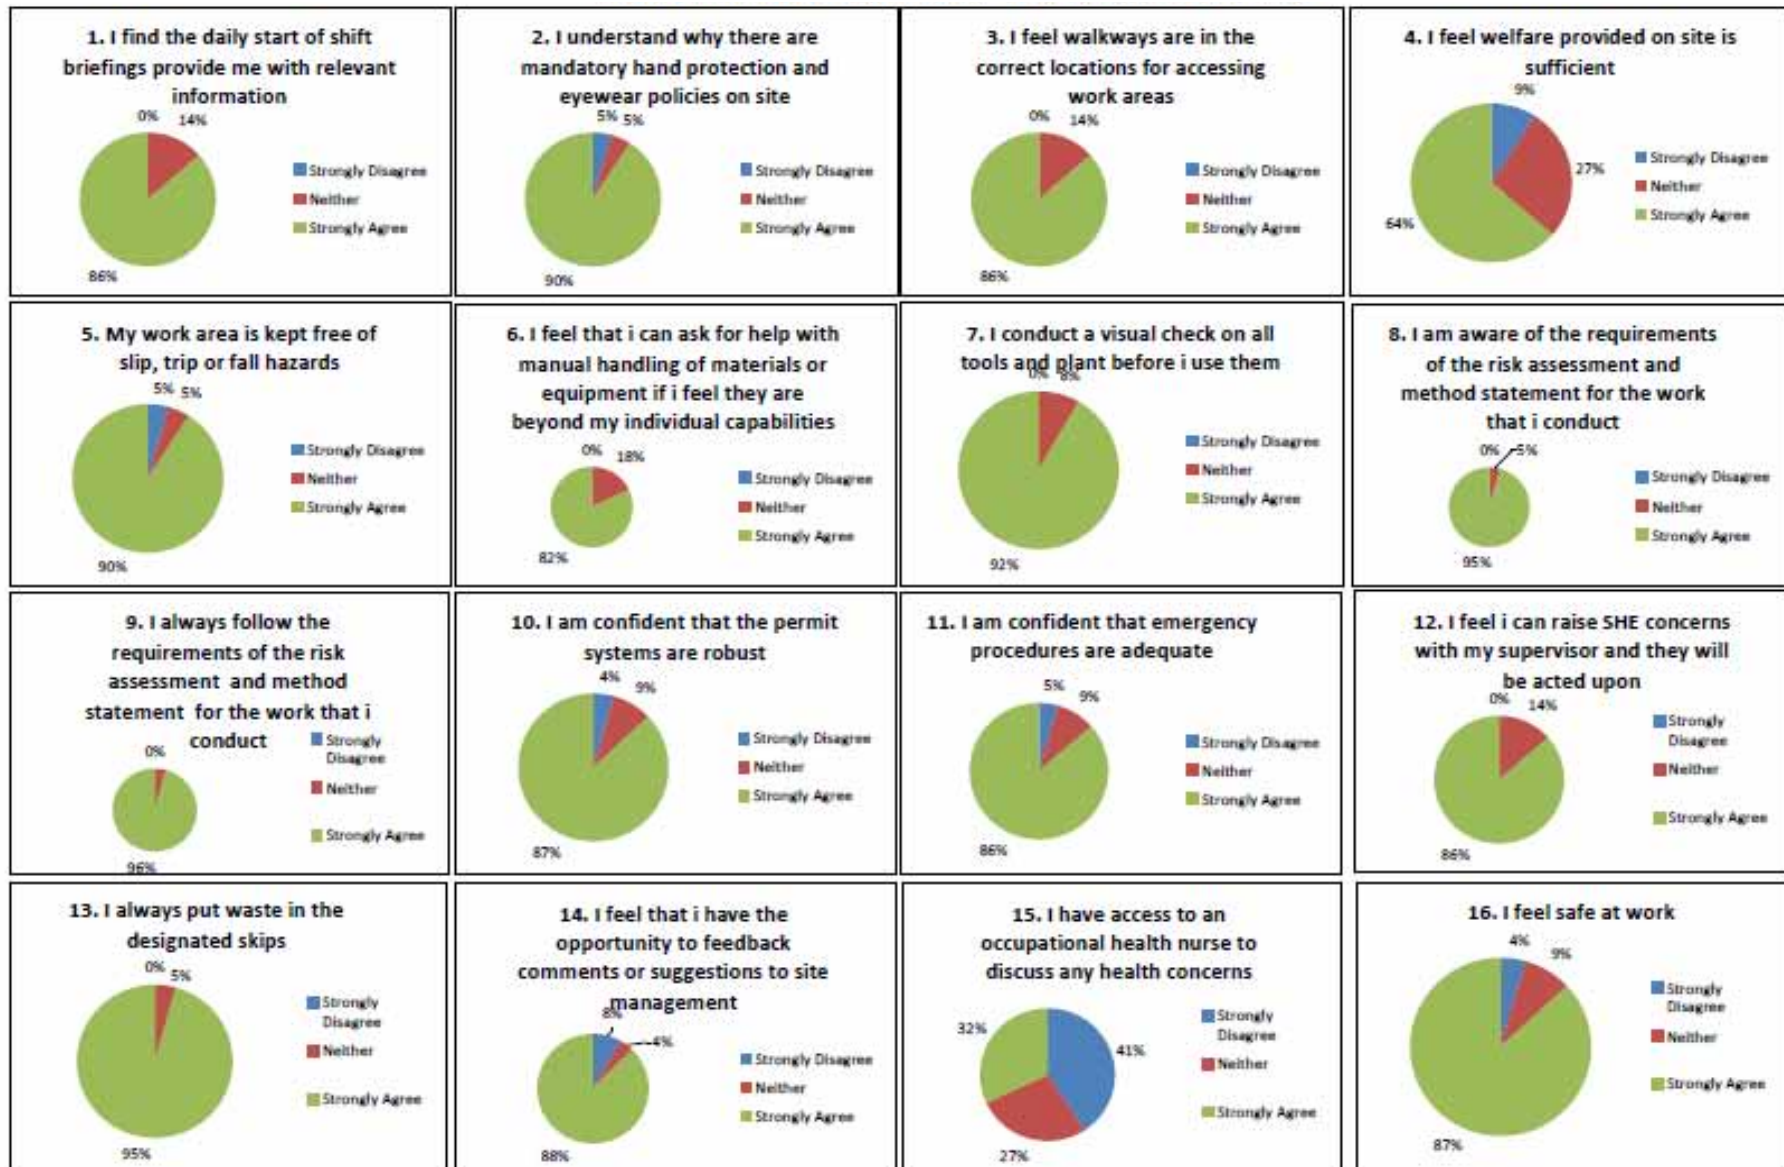 1. I find the daily start of shift
briefings provide me with relevant
information
0% 14%
Strongly Disagree
Neither
Strongly Agree
86%
2. I understand why there are
mandatory hand protection and
eyewear policies on site
5% 5%
Strongly Disagree
Neither
Strongly Agree
90%
3. I feel walkways are in the
correct locations for accessing
work areas
0% 14%
Strongly Disagree
Neither
Strongly Agree
86%
4. I feel welfare provided on site is
sufficient
9%
Strongly Disagree
27%
Neither
Strongly Agree
64%
5. My work area is kept free of
slip, trip or fall hazards
5% 5%
Strongly Disagree
Neither
Strongly Agree
90%
6. I feel that i can ask for help with
manual handling of materials or
equipment if i feel they are
beyond my individual capabilities
0% 18%
Strongly Disagree
Neither
Strongly Agree
82%
7. I conduct a visual check on all
tools and plant before i use them
0% 8%
Strongly Disagree
Neither
Strongly Agree
92%
8. I am aware of the requirements
of the risk assessment and
method statement for the work
that i conduct
0% 5%
Strongly Disagree
Neither
Strongly Agree
95%
9. I always follow the
requirements of the risk
assessment and method
statement for the work that i
conduct
0%
Strongly
Disagree
Neither
Strongly Agree
96%
10. I am confident that the permit
systems are robust
4% 9%
Strongly Disagree
Neither
Strongly Agree
87%
11. I am confident that emergency
procedures are adequate
5% 9%
Strongly Disagree
Neither
Strongly Agree
86%
12. I feel i can raise SHE concerns
with my supervisor and they will
be acted upon
0% 14%
Strongly
Disagree
Neither
Strongly Agree
86%
13. I always put waste in the
designated skips
0% 5%
Strongly
Disagree
Neither
Strongly Agree
95%
14. I feel that i have the
opportunity to feedback
comments or suggestions to site
management
8%
4%
Strongly Disagree
Neither
Strongly Agree
88%
15. I have access to an
occupational health nurse to
discuss any health concerns
32%
41%
Strongly
Disagree
Neither
Strongly Agree
27%
16. I feel safe at work
4%
9%
Strongly
Disagree
Neither
Strongly Agree
87%